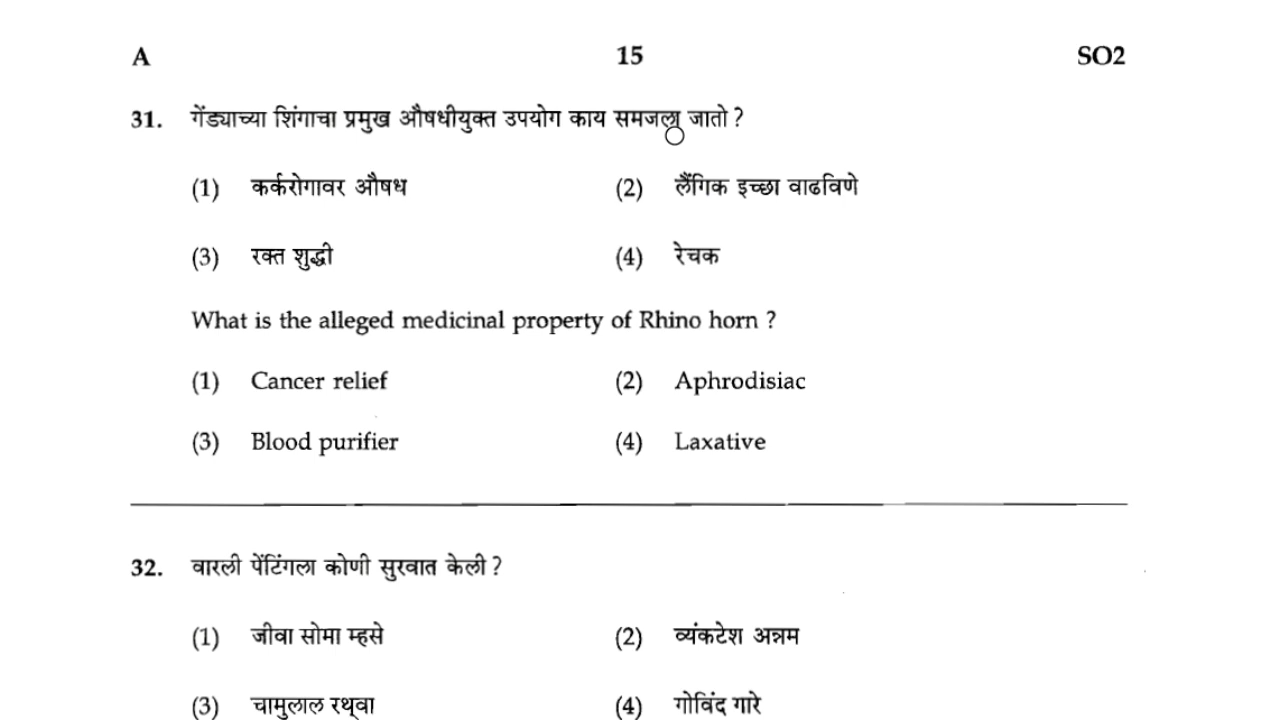 A 15 SO2
31. गेंड्याच्या शिंगाचा प्रमुख औषधीयुक्त उपयोग काय समजला जातो ?
(1) कर्करोगावर औषध (2) लैंगिक इच्छा वाढविणे
(3) रक्त शुद्धी (4) रेचक
What is the alleged medicinal property of Rhino horn ?
(1) Cancer relief (2) Aphrodisiac
(3) Blood purifier (4) Laxative
32. वारली पेंटिंगला कोणी सुरवात केली ?
(1) जीवा सोमा म्हसे (2) व्यंकटेश अन्नम
(3) चामुलाल रथ्वा (4) गोविंद गारे